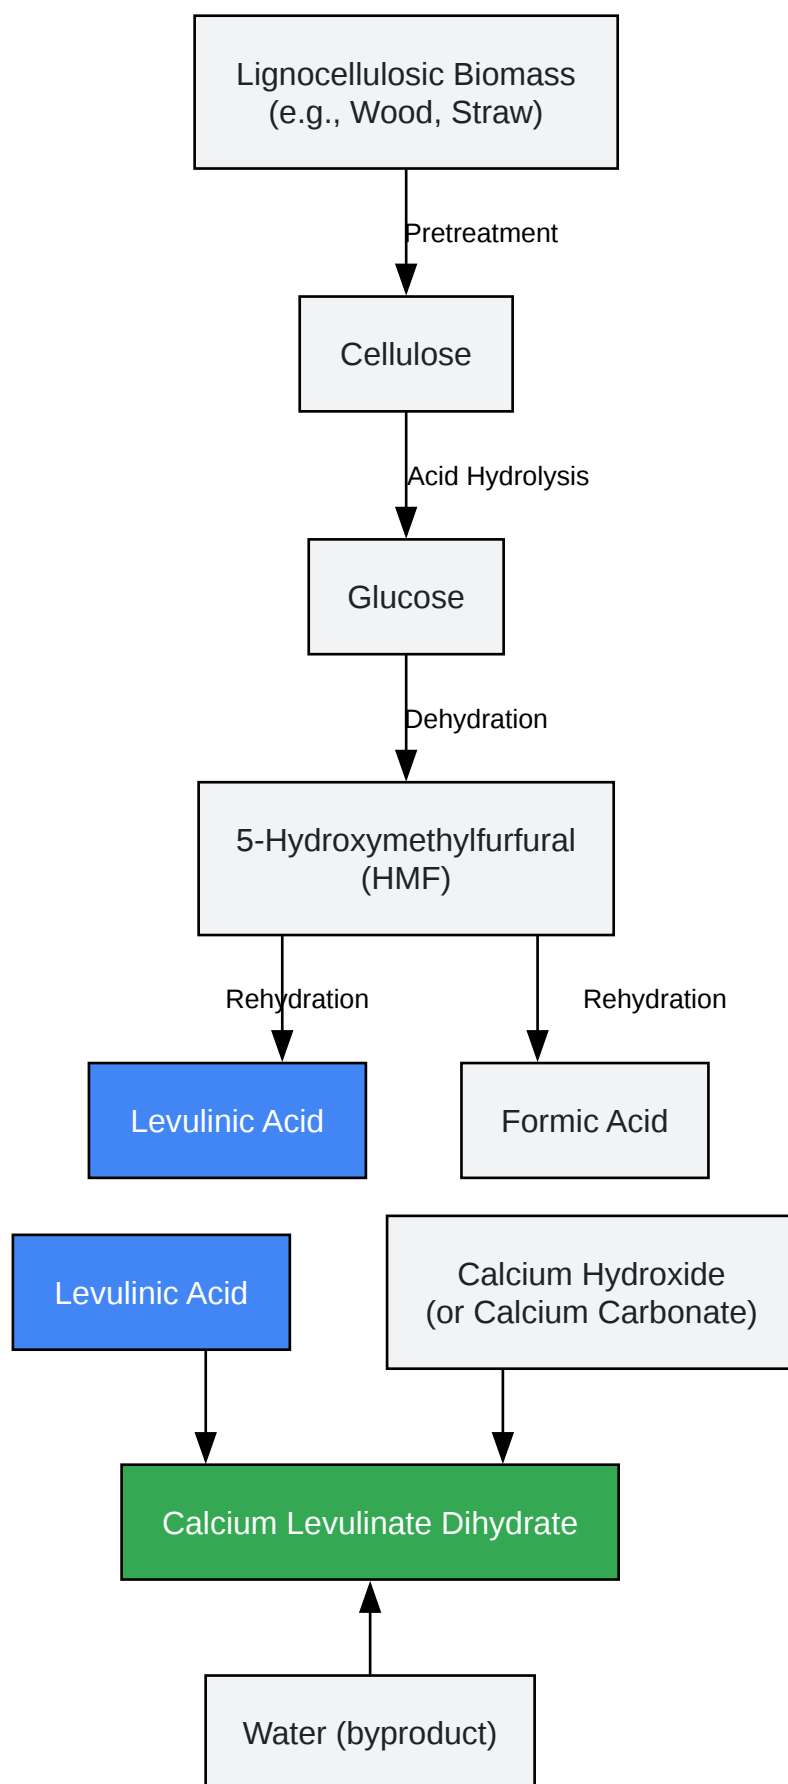 Lignocellulosic Biomass
(e.g., Wood, Straw)
Pretreatment
Cellulose
Acid Hydrolysis
Glucose
Dehydration
5-Hydroxymethylfurfural
(HMF)
Rehydration
Rehydration
Levulinic Acid
Formic Acid
Levulinic Acid
Calcium Hydroxide
(or Calcium Carbonate)
Calcium Levulinate Dihydrate
Water (byproduct)